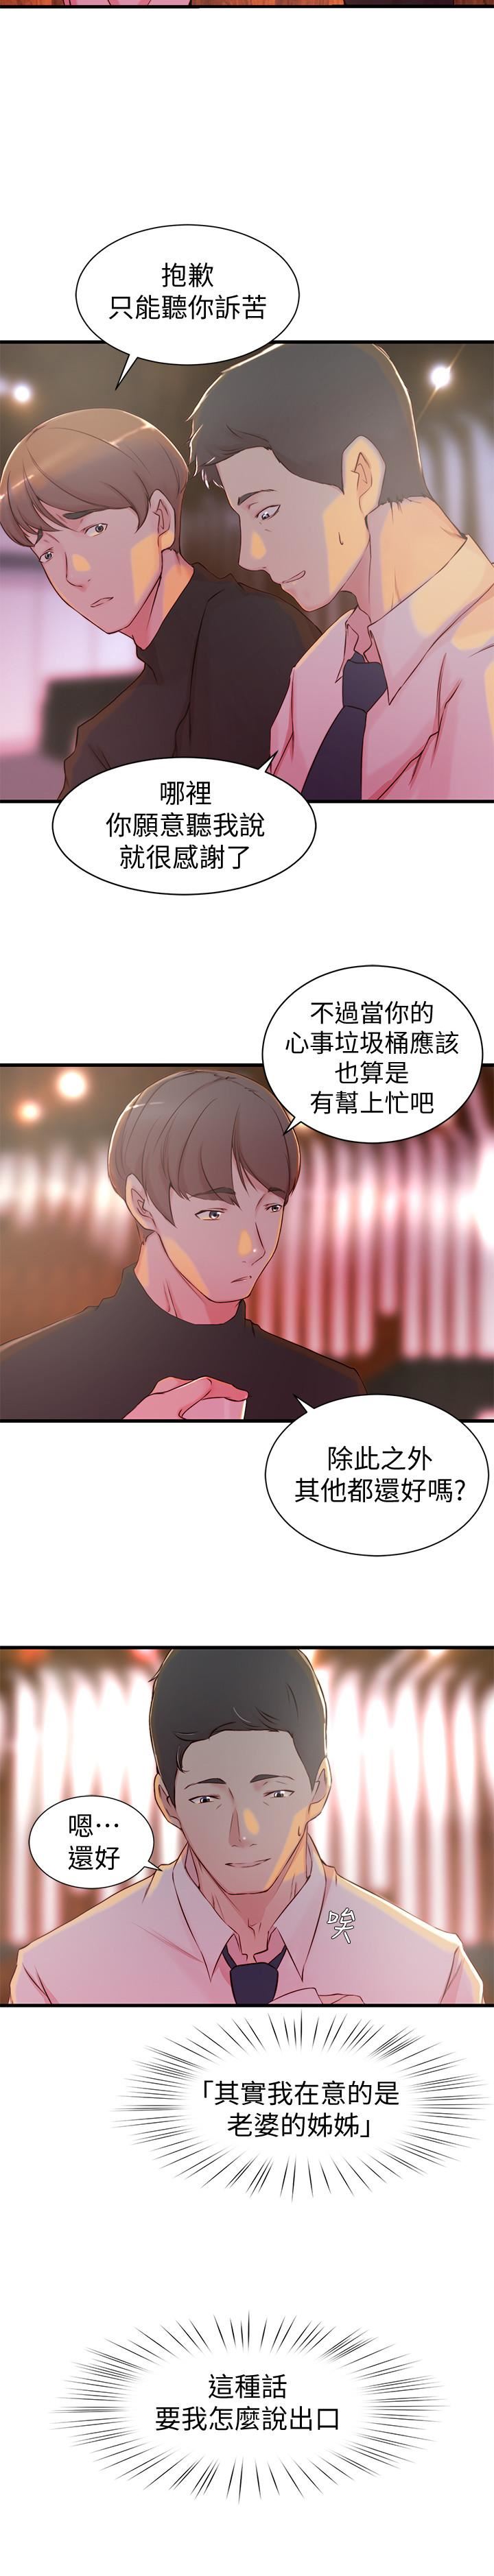 抱歉
只能聽你訴苦
哪裡
你願意聽我說
就很感謝了
不過當你的
心事垃圾桶應該
也算是
有幫上忙吧
除此之外
其他都還好嗎?
嗯⋯
還好
唉
「其實我在意的是
老婆的姊姊」
這種話
要我怎麼說出口